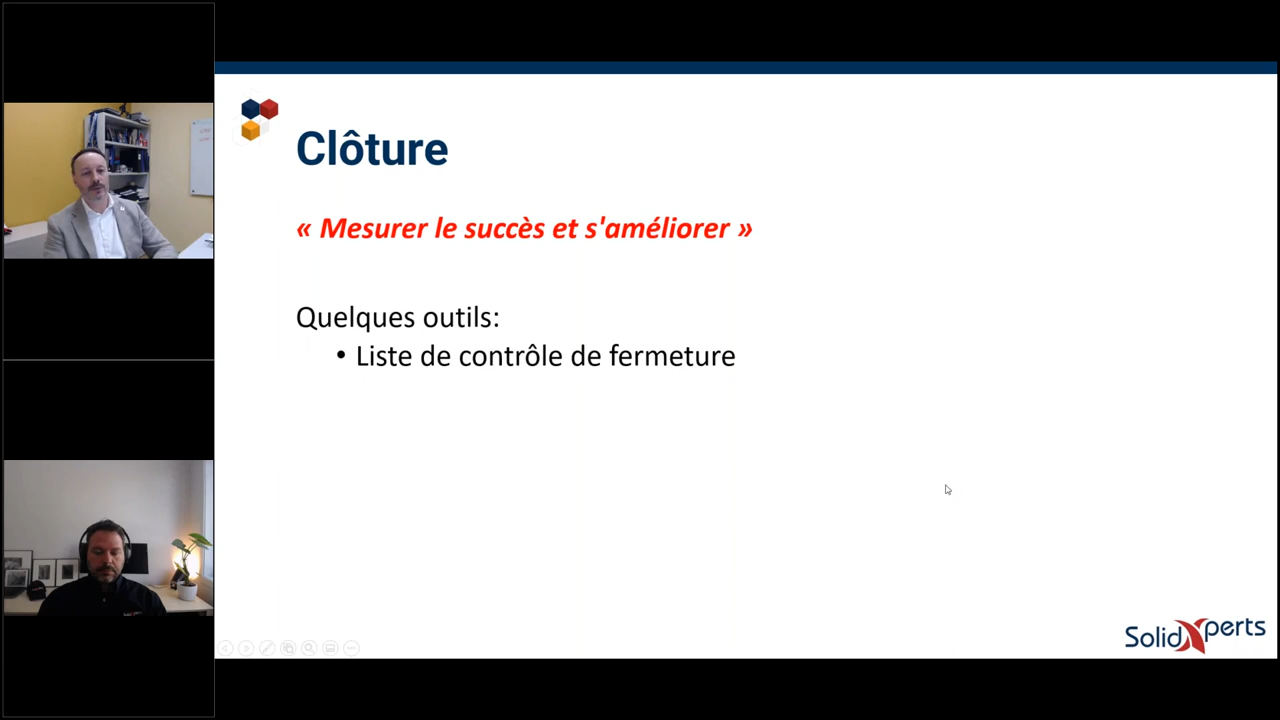 Clôture
« Mesurer le succès et s'améliorer »
Quelques outils:
• Liste de contrôle de fermeture
SolidXperts